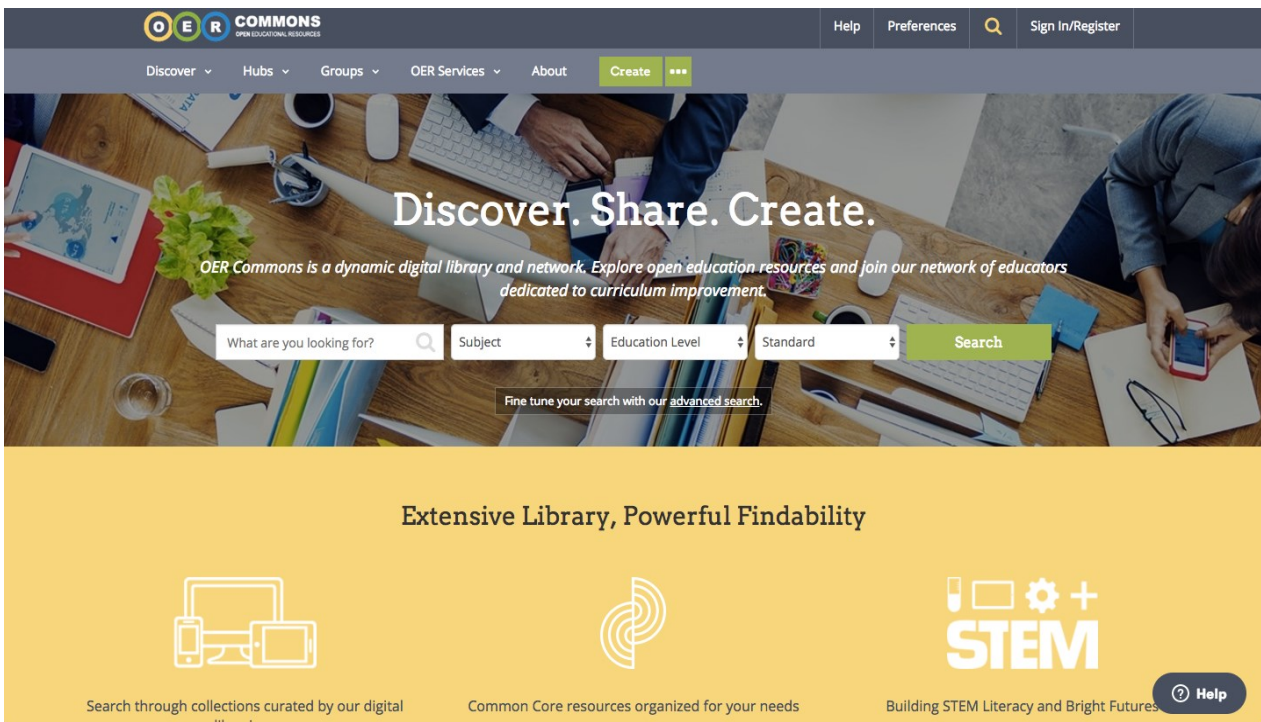 O E R COMMONS
OPEN EDUCATIONAL RESOURCES
Help Preferences Sign In/Register
Discover Hubs Groups OER Services About Create
DATA
Discover. Share. Create.
OER Commons is a dynamic digital library and network. Explore open education resources and join our network of educators
dedicated to curriculum improvement.
What are you looking for? Subject Education Level Standard Search
Fine tune your search with our advanced search.
Extensive Library, Powerful Findability
STEM
Search through collections curated by our digital
Common Core resources organized for your needs
Building STEM Literacy and Bright Futures
Help